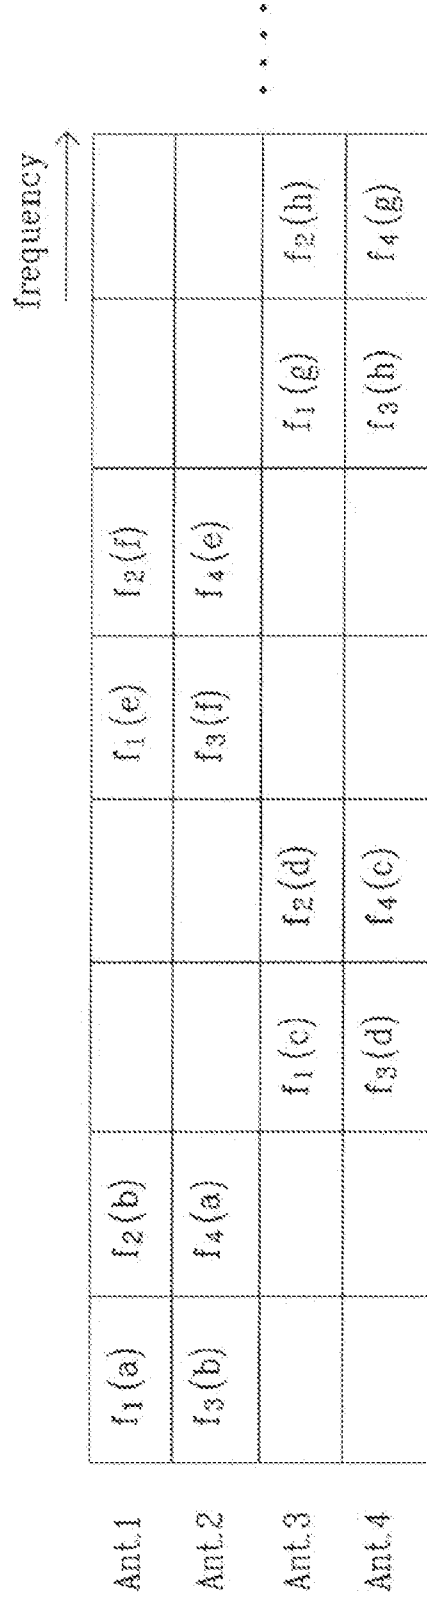 frequency
Ant.1 f₁(a) f₂(b) f₁(e) f₂(f)
Ant.2 f₃(b) f₄(a) f₃(f) f₄(e)
Ant.3 f₁(c) f₂(d) f₁(g) f₂(h)
Ant.4 f₃(d) f₄(c) f₃(h) f₄(g)